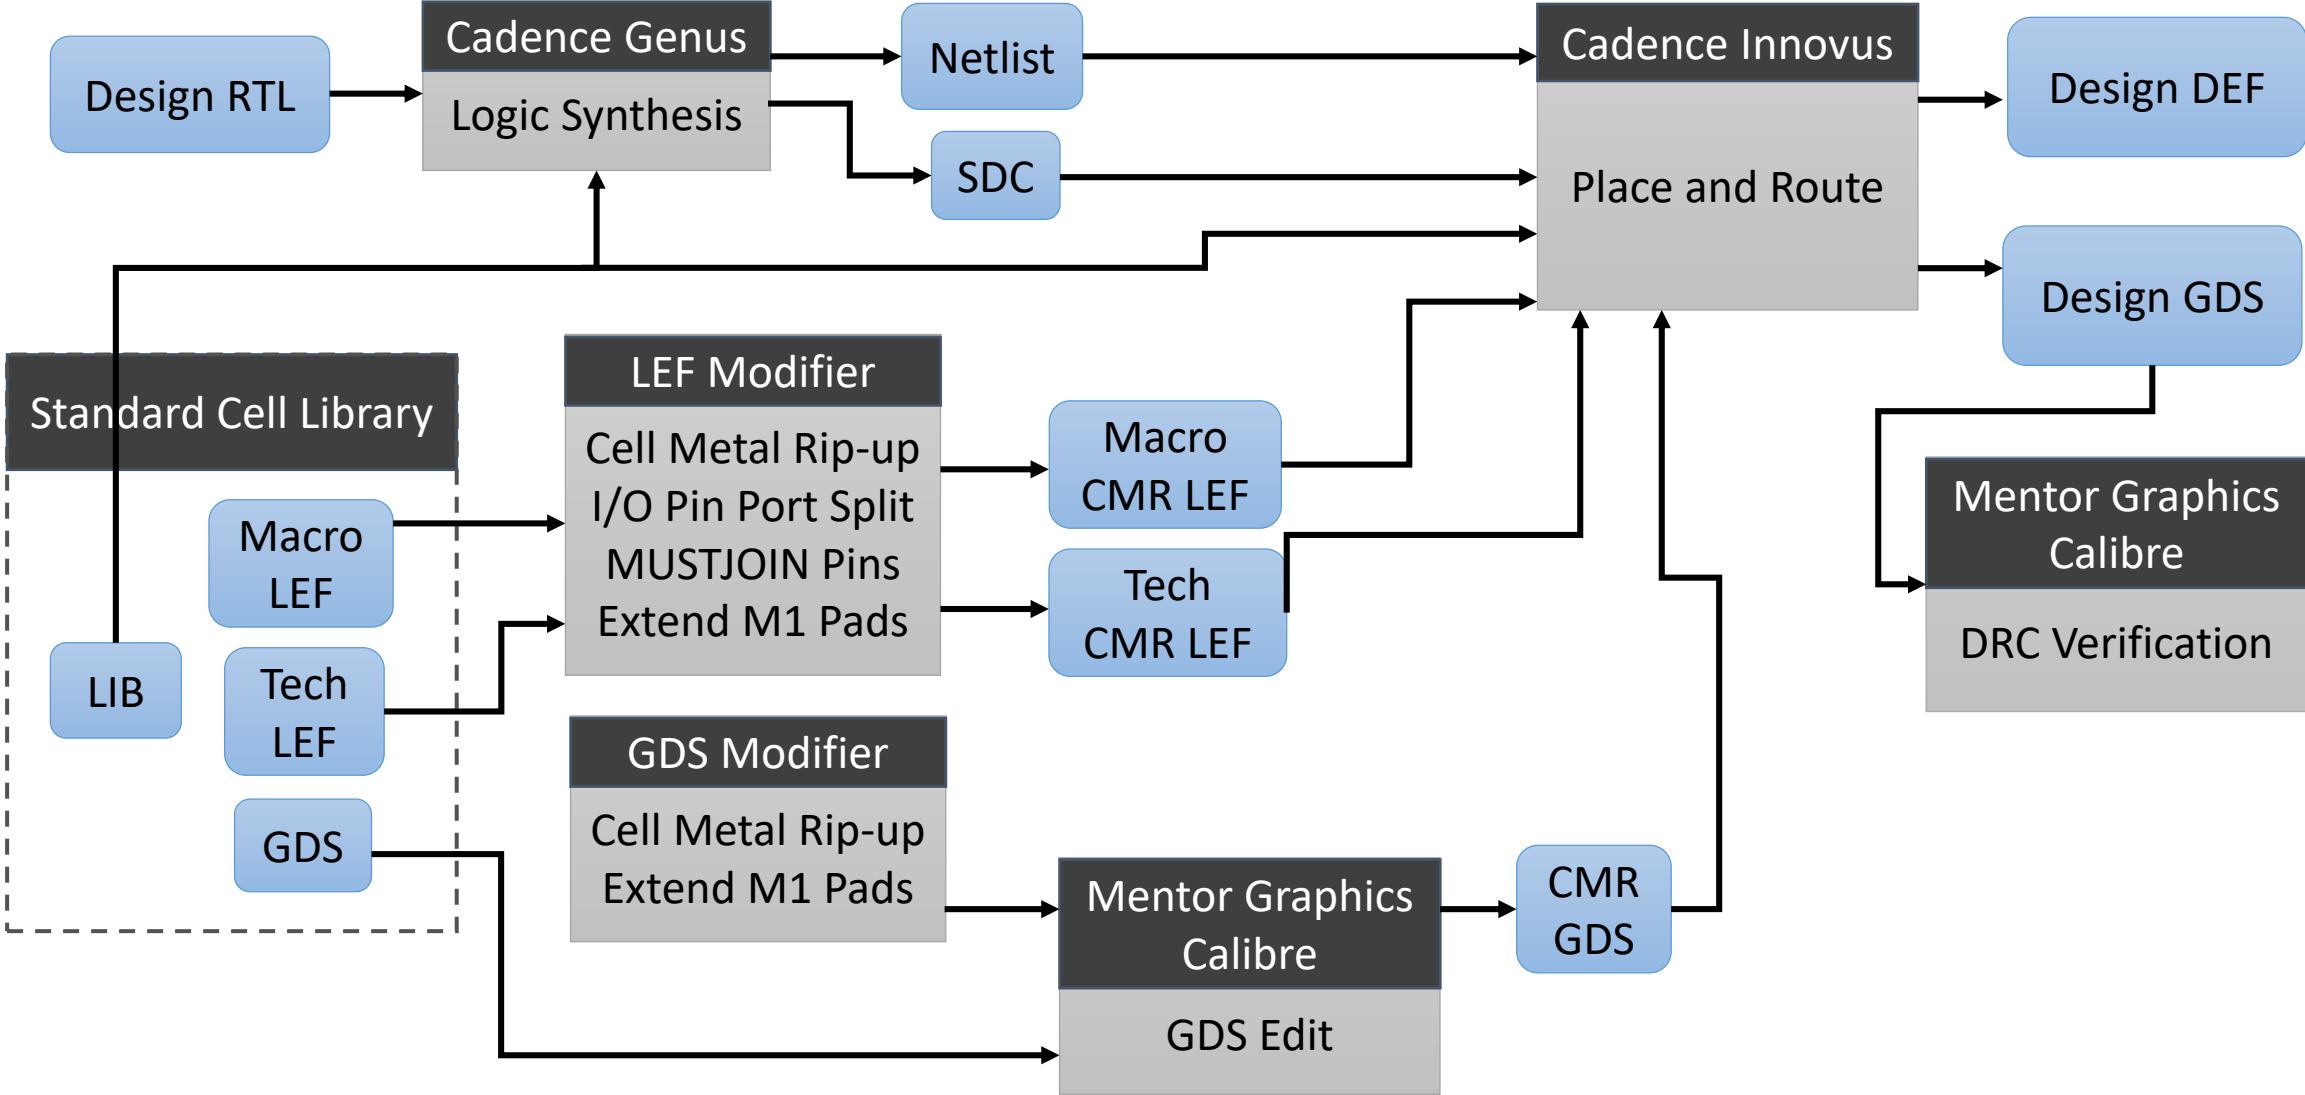 Design RTL
Cadence Genus
Logic Synthesis
Netlist
SDC
Cadence Innovus
Place and Route
Design DEF
Design GDS
Standard Cell Library
Macro
LEF
LIB
Tech
LEF
GDS
LEF Modifier
Cell Metal Rip-up
I/O Pin Port Split
MUSTJOIN Pins
Extend M1 Pads
Macro
CMR LEF
Tech
CMR LEF
Mentor Graphics
Calibre
DRC Verification
GDS Modifier
Cell Metal Rip-up
Extend M1 Pads
Mentor Graphics
Calibre
GDS Edit
CMR
GDS